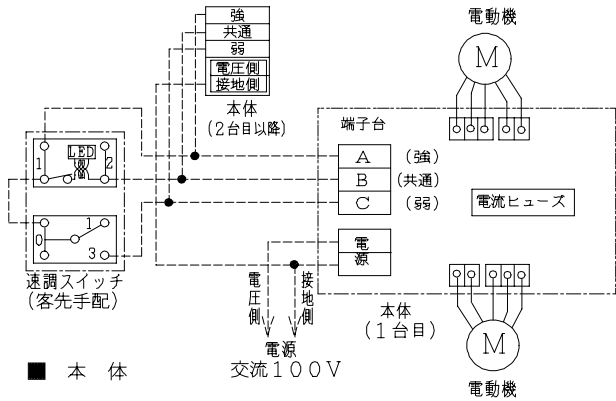 強
共通
弱
電圧側
接地側
本体
(2台目以降)
電動機
M
端子台
A (強)
B (共通)
C (弱)
電流ヒューズ
電
源
1 LED 2
1
0
3
速調スイッチ
(客先手配)
電圧側
接地側
電源
交流100V
本体
(1台目)
M
電動機
■ 本 体